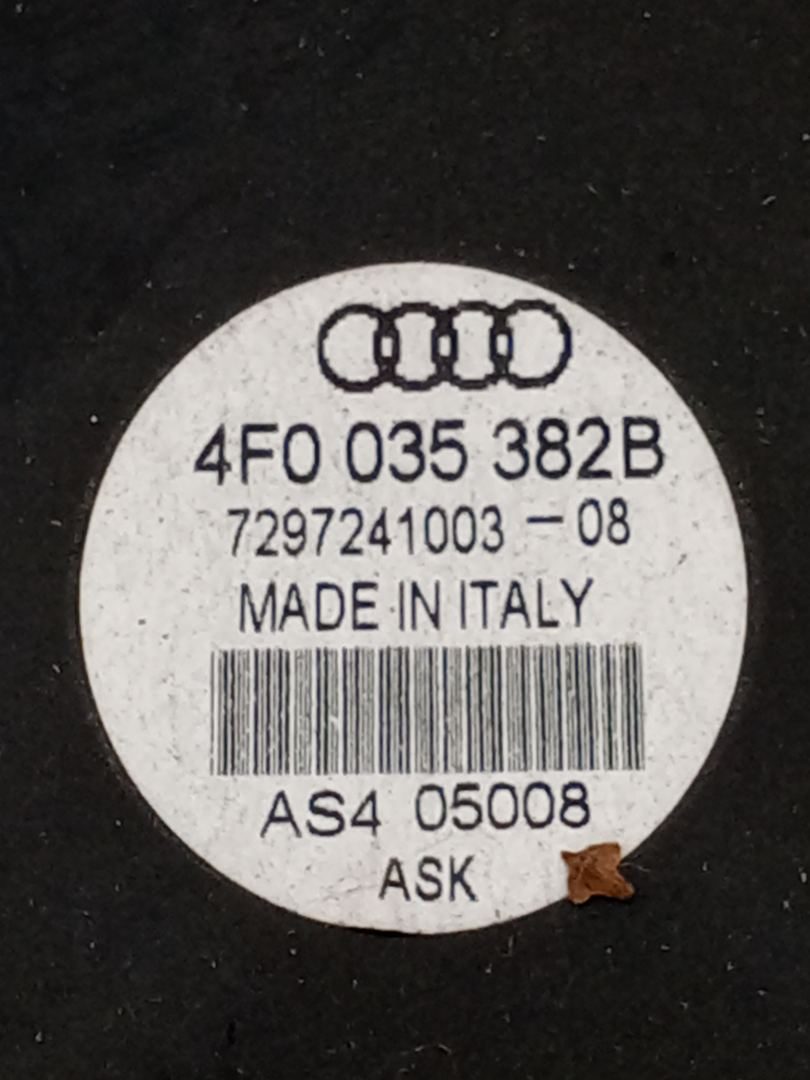 4F0 035 382B
7297241003 - 08
MADE IN ITALY
AS4 05008
ASK